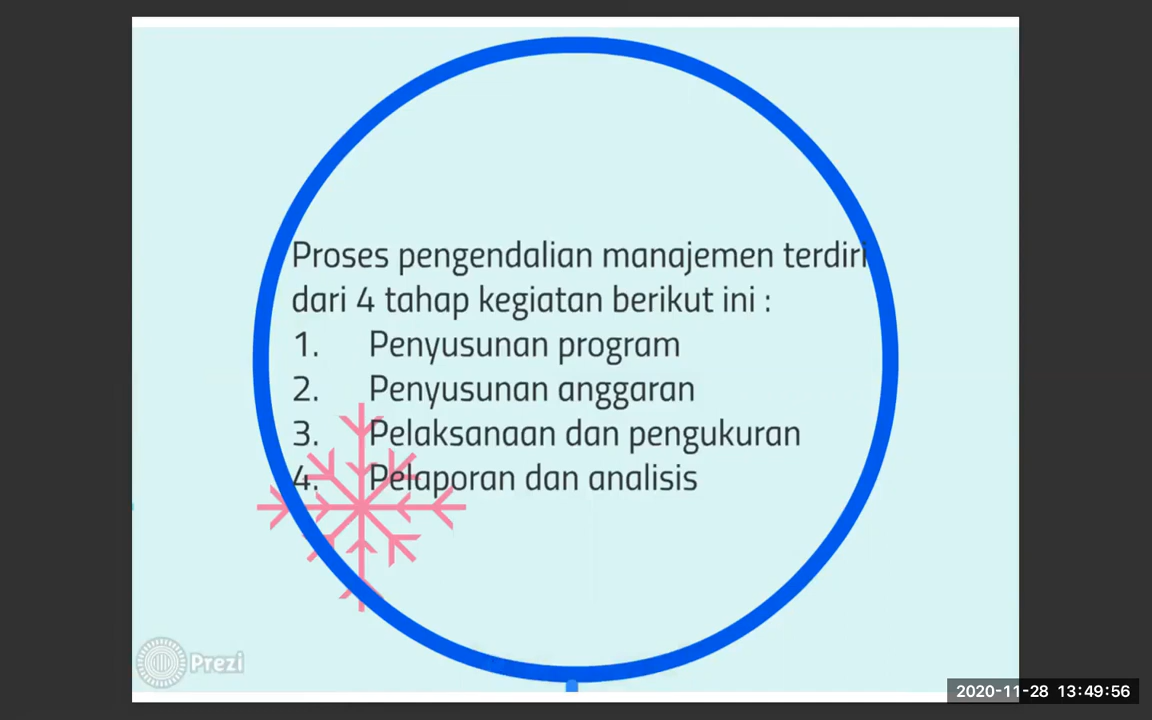 Proses pengendalian manajemen terdiri
dari 4 tahap kegiatan berikut ini :
1. Penyusunan program
2. Penyusunan anggaran
3. Pelaksanaan dan pengukuran
4. Pelaporan dan analisis
Prezi
2020-11-28 13:49:56